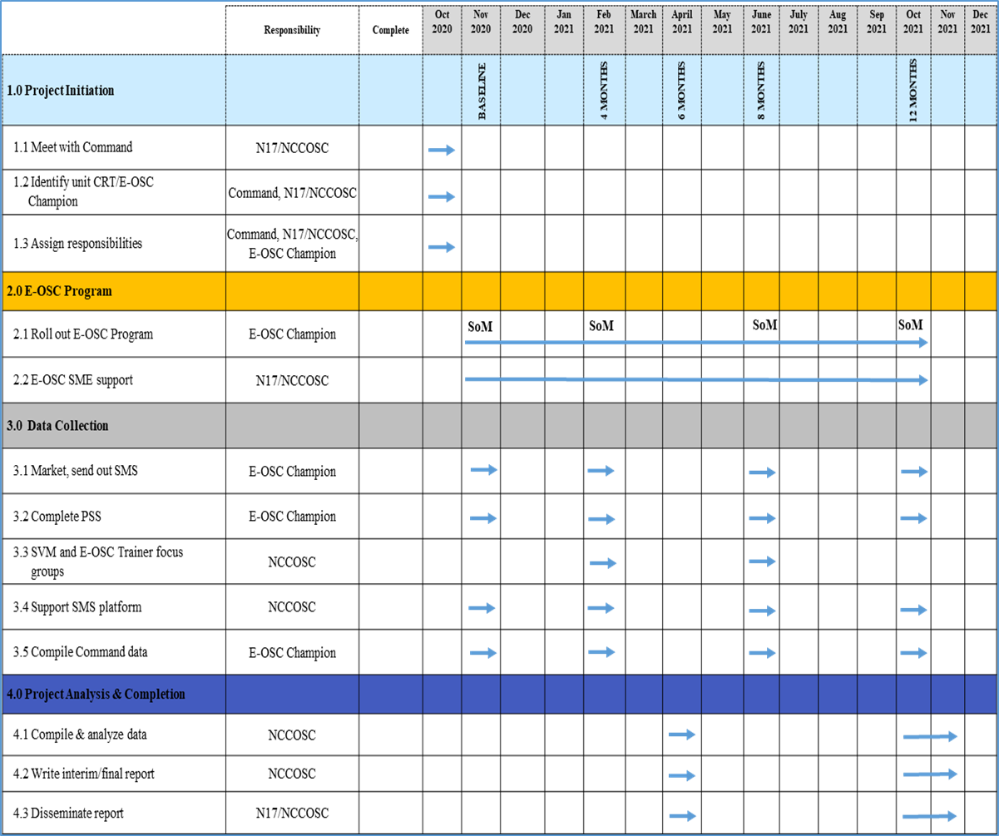 Responsibility
Complete
Oct
2020
Nov
2020
Dec
2020
Jan
2021
Feb
2021
March
2021
April
2021
May
2021
June
2021
July
2021
Aug
2021
Sep
2021
Oct
2021
Nov
2021
Dec
2021
1.0 Project Initiation
BASELINE
4 MONTHS
6 MONTHS
8 MONTHS
12 MONTHS
1.1 Meet with Command
N17/NCCOSC
1.2 Identify unit CRT/E-OSC
Champion
Command, N17/NCCOSC
1.3 Assign responsibilities
Command, N17/NCCOSC,
E-OSC Champion
2.0 E-OSC Program
2.1 Roll out E-OSC Program
E-OSC Champion
SoM
SoM
SoM
SoM
2.2 E-OSC SME support
N17/NCCOSC
3.0 Data Collection
3.1 Market, send out SMS
E-OSC Champion
3.2 Complete PSS
E-OSC Champion
3.3 SVM and E-OSC Trainer focus
groups
NCCOSC
3.4 Support SMS platform
NCCOSC
3.5 Compile Command data
E-OSC Champion
4.0 Project Analysis & Completion
4.1 Compile & analyze data
NCCOSC
4.2 Write interim/final report
NCCOSC
4.3 Disseminate report
N17/NCCOSC